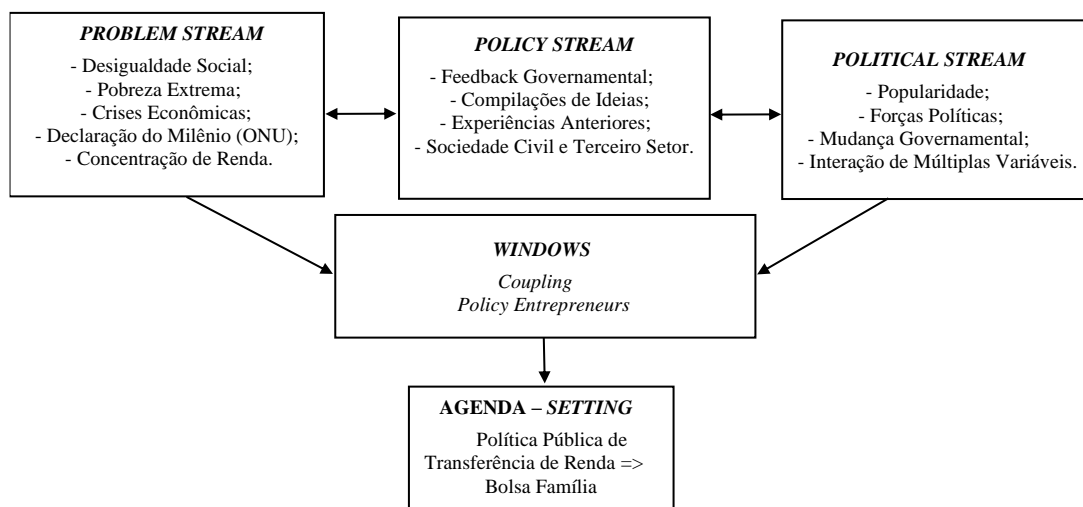 PROBLEM STREAM
- Desigualdade Social;
- Pobreza Extrema;
- Crises Econômicas;
- Declaração do Milênio (ONU);
- Concentração de Renda.
POLICY STREAM
- Feedback Governamental;
- Compilações de Ideias;
- Experiências Anteriores;
- Sociedade Civil e Terceiro Setor.
POLITICAL STREAM
- Popularidade;
- Forças Políticas;
- Mudança Governamental;
- Interação de Múltiplas Variáveis.
WINDOWS
Coupling
Policy Entrepreneurs
AGENDA – SETTING
Política Pública de
Transferência de Renda =>
Bolsa Família